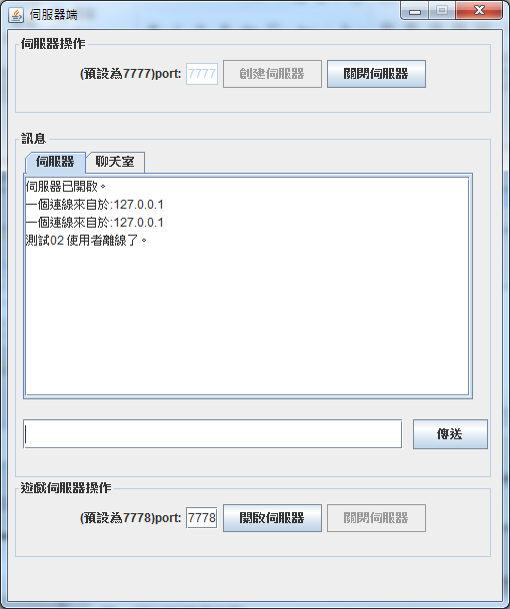 伺服器端
伺服器操作
(預設為7777)port: 7777 創建伺服器 關閉伺服器
訊息
伺服器 聊天室
伺服器已開啟。
一個連線來自於:127.0.0.1
一個連線來自於:127.0.0.1
測試02 使用者離線了。
傳送
遊戲伺服器操作
(預設為7778)port: 7778 開啟伺服器 關閉伺服器